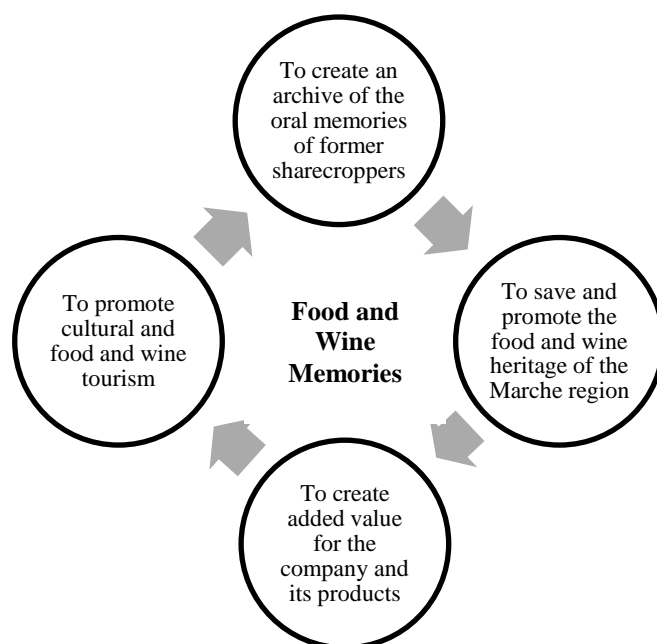 To create an
archive of the
oral memories
of former
sharecroppers
To promote
cultural and
food and wine
tourism
Food and
Wine
Memories
To save and
promote the
food and wine
heritage of the
Marche region
To create
added value
for the
company and
its products